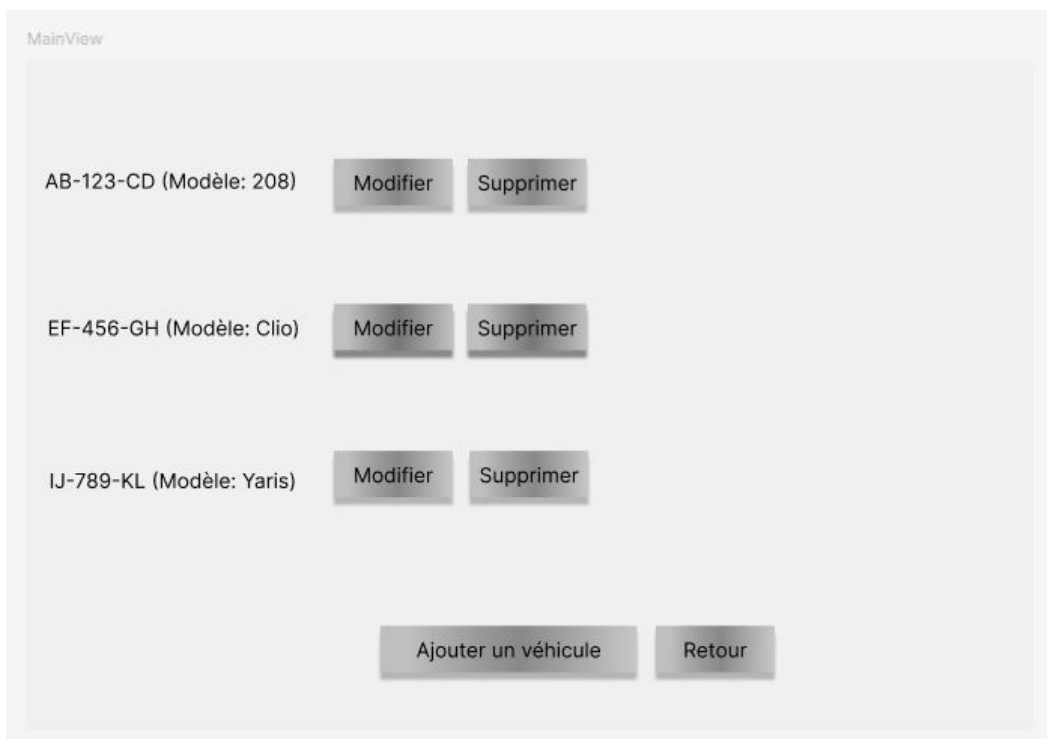 MainView
AB-123-CD (Modèle: 208) Modifier Supprimer
EF-456-GH (Modèle: Clio) Modifier Supprimer
IJ-789-KL (Modèle: Yaris) Modifier Supprimer
Ajouter un véhicule Retour